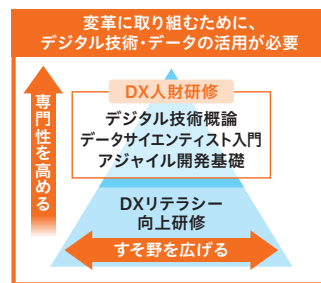 変革に取り組むために、
デジタル技術・データの活用が必要
専門性を高める
DX人財研修
デジタル技術概論
データサイエンティスト入門
アジャイル開発基礎
DXリテラシー
向上研修
すそ野を広げる